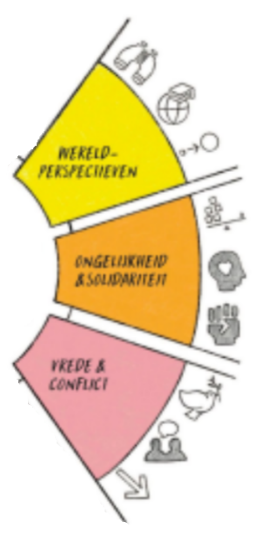 WERELD-
PERSPECTIEVEN
ONGELIJKHEID
& SOLIDARITEIT
VREDE &
CONFLICT